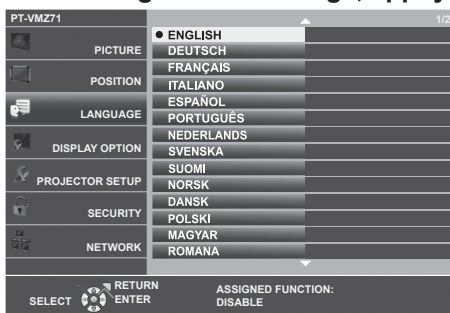 PT-VMZ71 1/2
PICTURE
POSITION
LANGUAGE
DISPLAY OPTION
PROJECTOR SETUP
SECURITY
NETWORK
ENGLISH
DEUTSCH
FRANÇAIS
ITALIANO
ESPAÑOL
PORTUGUÊS
NEDERLANDS
SVENSKA
SUOMI
NORSK
DANSK
POLSKI
MAGYAR
ROMANA
SELECT
RETURN
ENTER
ASSIGNED FUNCTION:
DISABLE